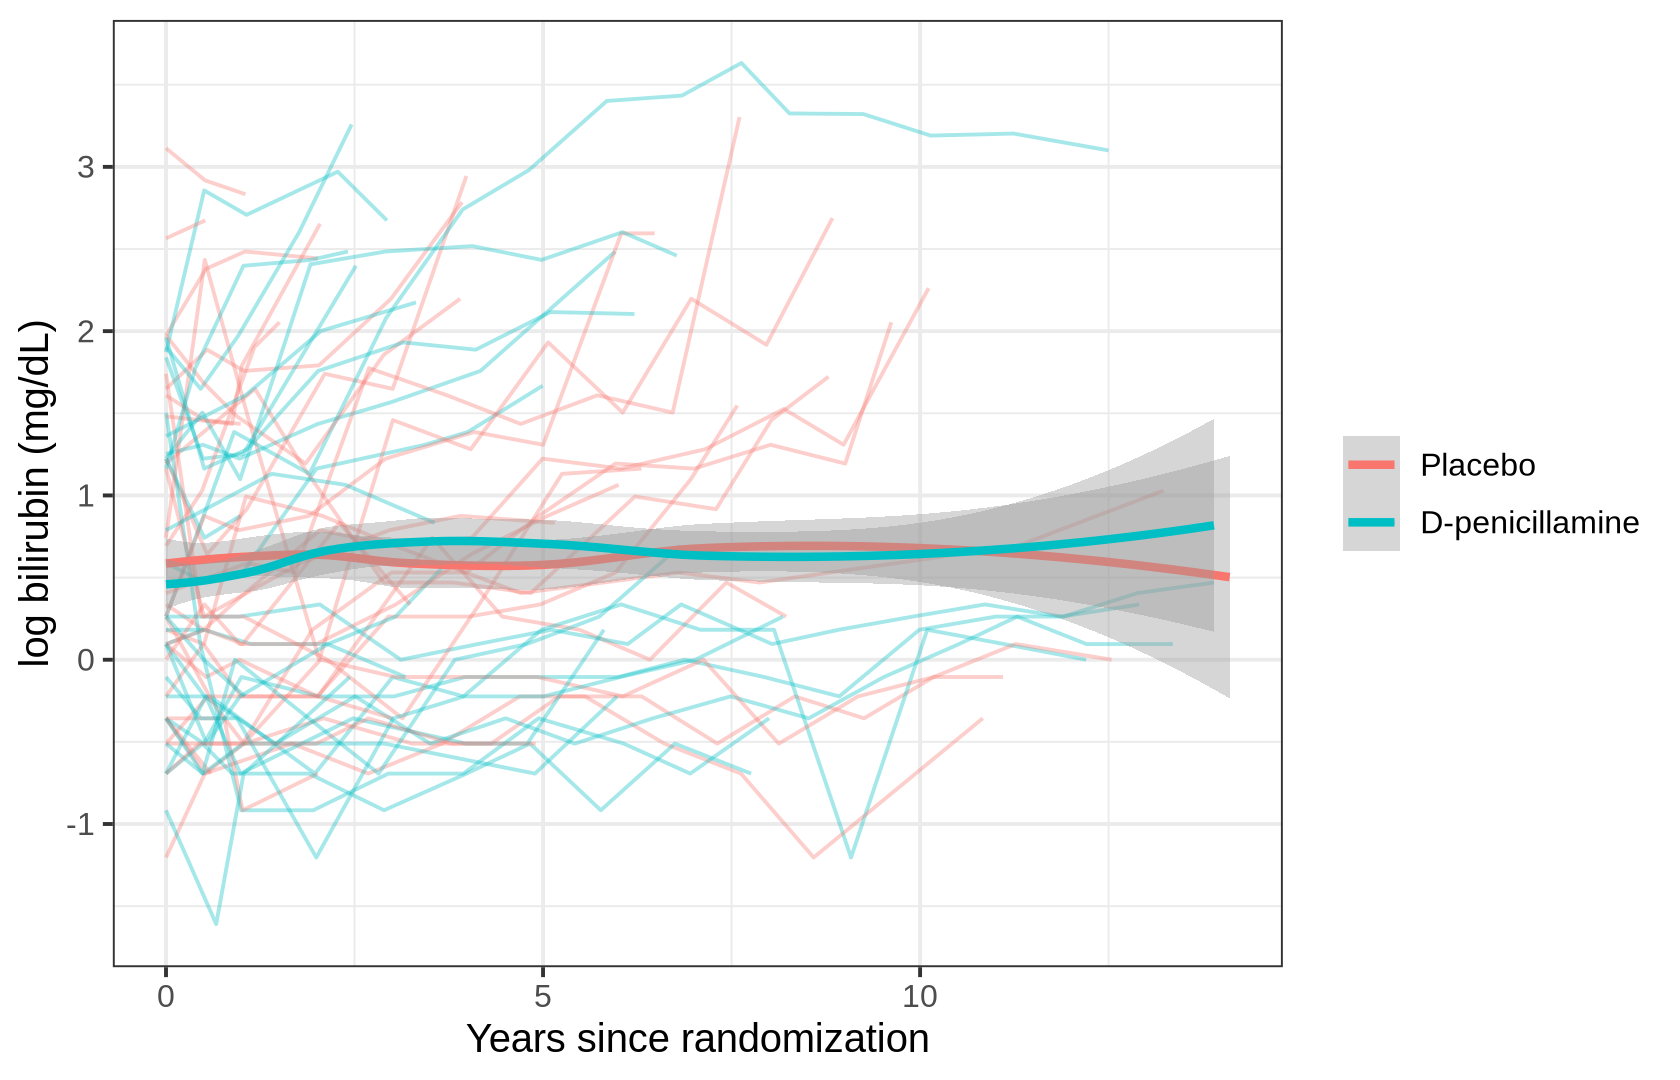 log bilirubin (mg/dL)
3
2
1
0
-1
0 5 10
Years since randomization
Placebo
D-penicillamine